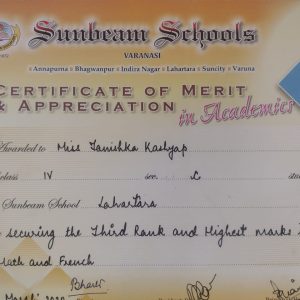 Sunbeam Schools
VARANASI
Annapurna Bhagwanpur Indira Nagar Lahartara Suncity Varuna
CERTIFICATE OF MERIT
& APPRECIATION in Academics
Awarded to Miss Tanishka Kashyap
class IV sec. C
Sunbeam School Lahartara
securing the Third Rank and Highest marks
Math and French